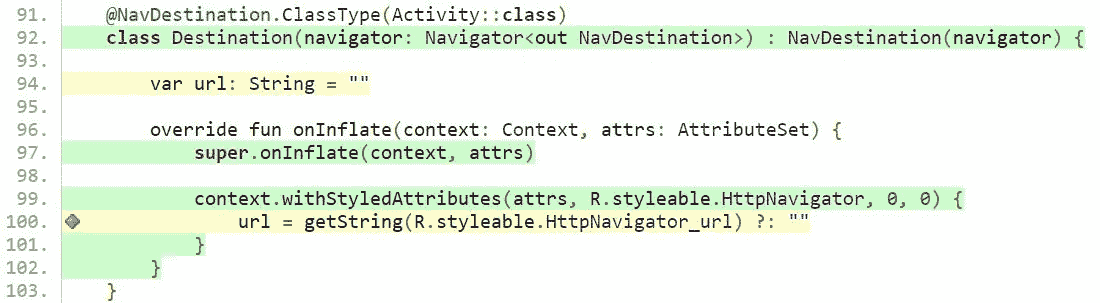 91. @NavDestination.ClassType(Activity::class)
92. class Destination(navigator: Navigator<out NavDestination>) : NavDestination(navigator) {
93.
94. var url: String = ""
95.
96. override fun onInflate(context: Context, attrs: AttributeSet) {
97. super.onInflate(context, attrs)
98.
99. context.withStyledAttributes(attrs, R.styleable.HttpNavigator, 0, 0) {
100. url = getString(R.styleable.HttpNavigator_url) ?: ""
101. }
102. }
103. }